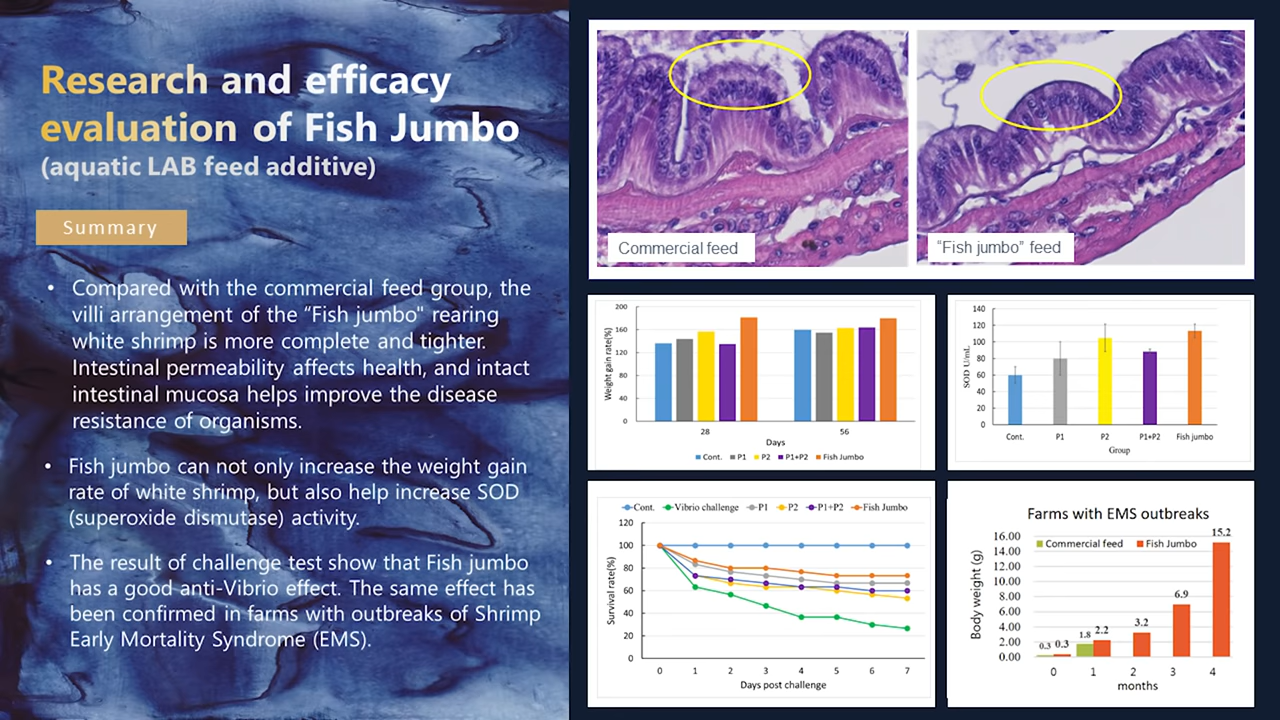 Research and efficacy
evaluation of Fish Jumbo
(aquatic LAB feed additive)
Summary
• Compared with the commercial feed group, the
villi arrangement of the “Fish jumbo" rearing
white shrimp is more complete and tighter.
Intestinal permeability affects health, and intact
intestinal mucosa helps improve the disease
resistance of organisms.
• Fish jumbo can not only increase the weight gain
rate of white shrimp, but also help increase SOD
(superoxide dismutase) activity.
• The result of challenge test show that Fish jumbo
has a good anti-Vibrio effect. The same effect has
been confirmed in farms with outbreaks of Shrimp
Early Mortality Syndrome (EMS).
Commercial feed
“Fish jumbo” feed
Weight gain rate(%)
200
160
120
80
40
0
28 56
Days
Cont. P1 P2 P1+P2 Fish Jumbo
SOD U/mL
140
120
100
80
60
40
20
0
Cont. P1 P2 P1+P2 Fish jumbo
Group
Cont. Vibrio challenge P1 P2 P1+P2 Fish Jumbo
Survival rate(%)
120
100
80
60
40
20
0
0 1 2 3 4 5 6 7
Days post challenge
Farms with EMS outbreaks
Commercial feed Fish Jumbo
Body weight (g)
16.00
14.00
12.00
10.00
8.00
6.00
4.00
2.00
0.00
0.3 0.3 1.8 2.2 3.2 6.9 15.2
0 1 2 3 4
months